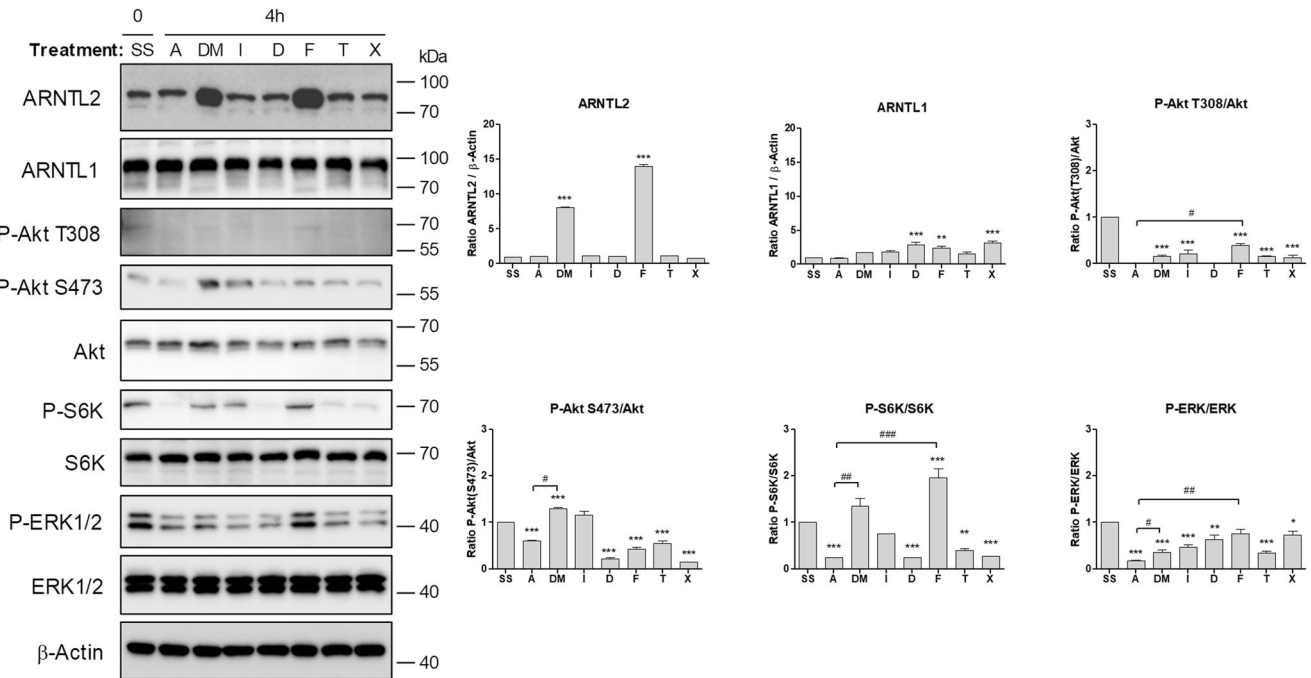 0 4h
Treatment: SS A DM I D F T X
kDa
ARNTL2
100
70
ARNTL1
100
70
P-Akt T308
70
55
P-Akt S473
55
Akt
70
55
P-S6K
70
S6K
70
P-ERK1/2
40
ERK1/2
40
β-Actin
40
ARNTL2
Ratio ARNTL2 / β-Actin
20
15
10
5
0
*** ***
SS A DM I D F T X
ARNTL1
Ratio ARNTL1 / β-Actin
20
15
10
5
0
*** ** ***
SS A DM I D F T X
P-Akt T308/Akt
Ratio P-Akt(T308)/Akt
3
2
1
0
#
*** *** *** *** ***
SS A DM I D F T X
P-Akt S473/Akt
Ratio P-Akt(S473)/Akt
3
2
1
0
#
*** *** *** *** *** ***
SS A DM I D F T X
P-S6K/S6K
Ratio P-S6K/S6K
3
2
1
0
###
##
*** *** *** ** ***
SS A DM I D F T X
P-ERK/ERK
Ratio P-ERK/ERK
3
2
1
0
##
#
*** *** *** ** *** *
SS A DM I D F T X